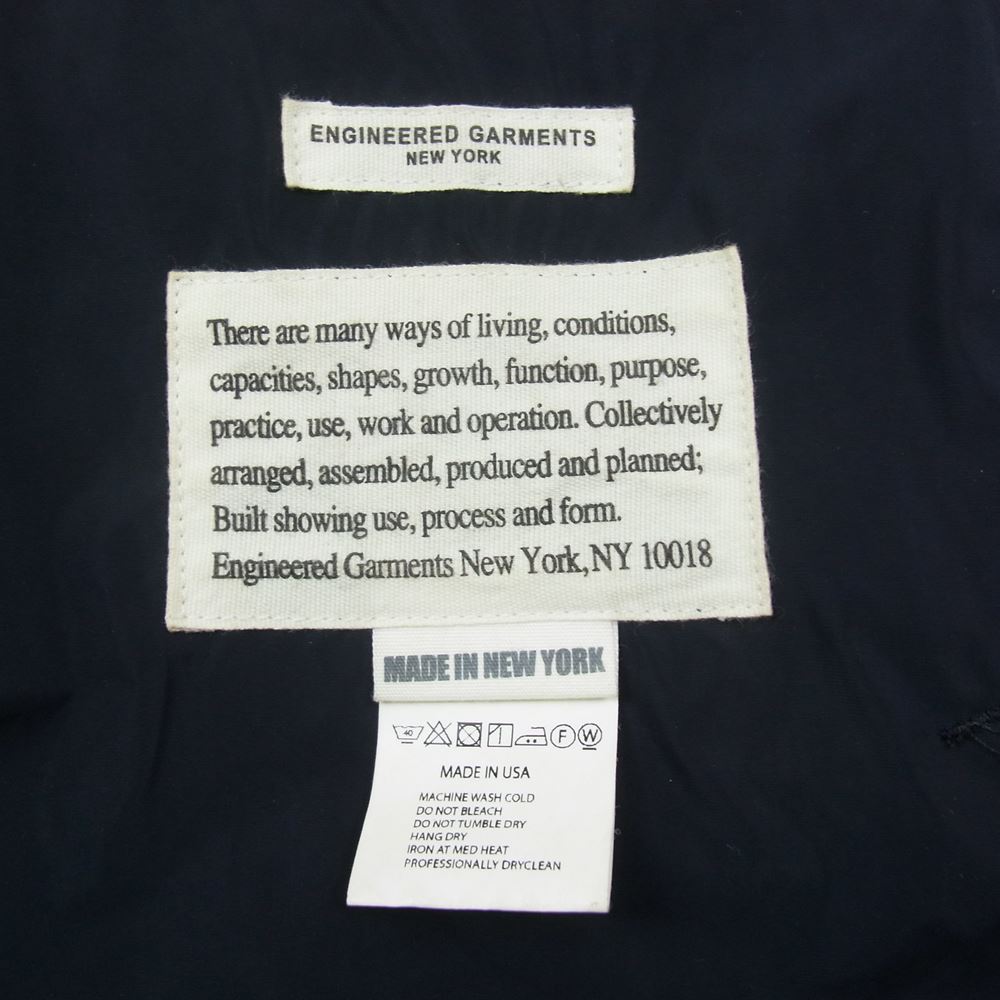 ENGINEERED GARMENTS
NEW YORK
There are many ways of living, conditions,
capacities, shapes, growth, function, purpose,
practice, use, work and operation. Collectively
arranged, assembled, produced and planned;
Built showing use, process and form.
Engineered Garments New York, NY 10018
MADE IN NEW YORK
40 F W
MADE IN USA
MACHINE WASH COLD
DO NOT BLEACH
DO NOT TUMBLE DRY
HANG DRY
IRON AT MED HEAT
PROFESSIONALLY DRYCLEAN